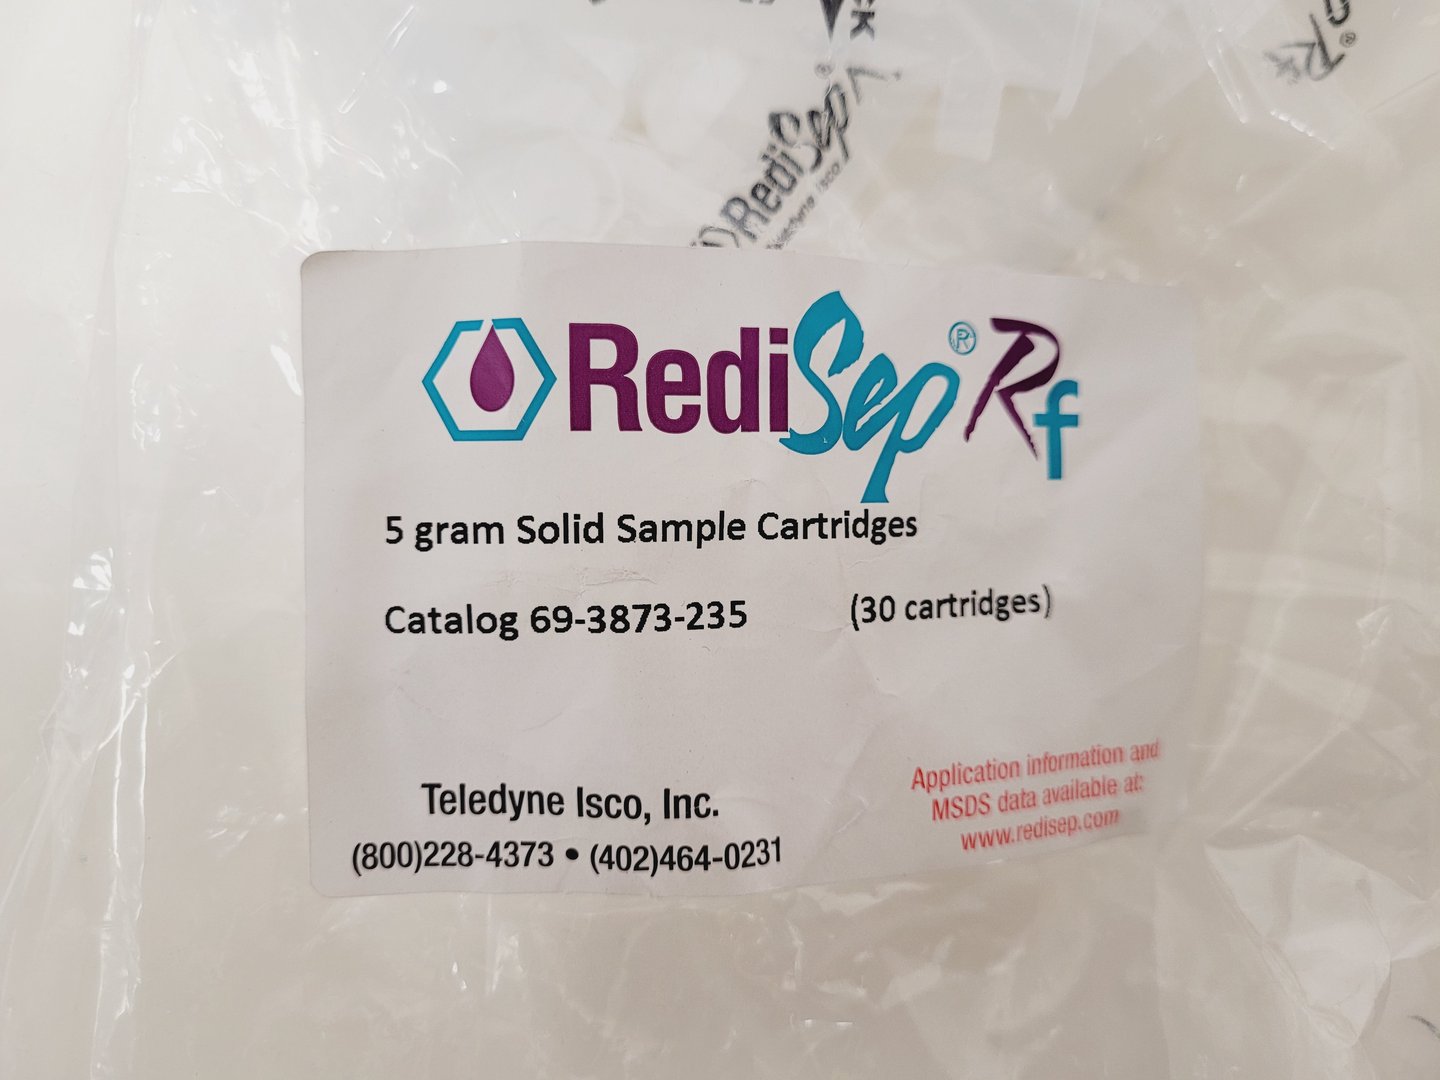 RediSep®
Teledyne Isco
RediSep® Rf
5 gram Solid Sample Cartridges
Catalog 69-3873-235 (30 cartridges)
Teledyne Isco, Inc.
(800)228-4373 • (402)464-0231
Application information and
MSDS data available at:
www.redisep.com